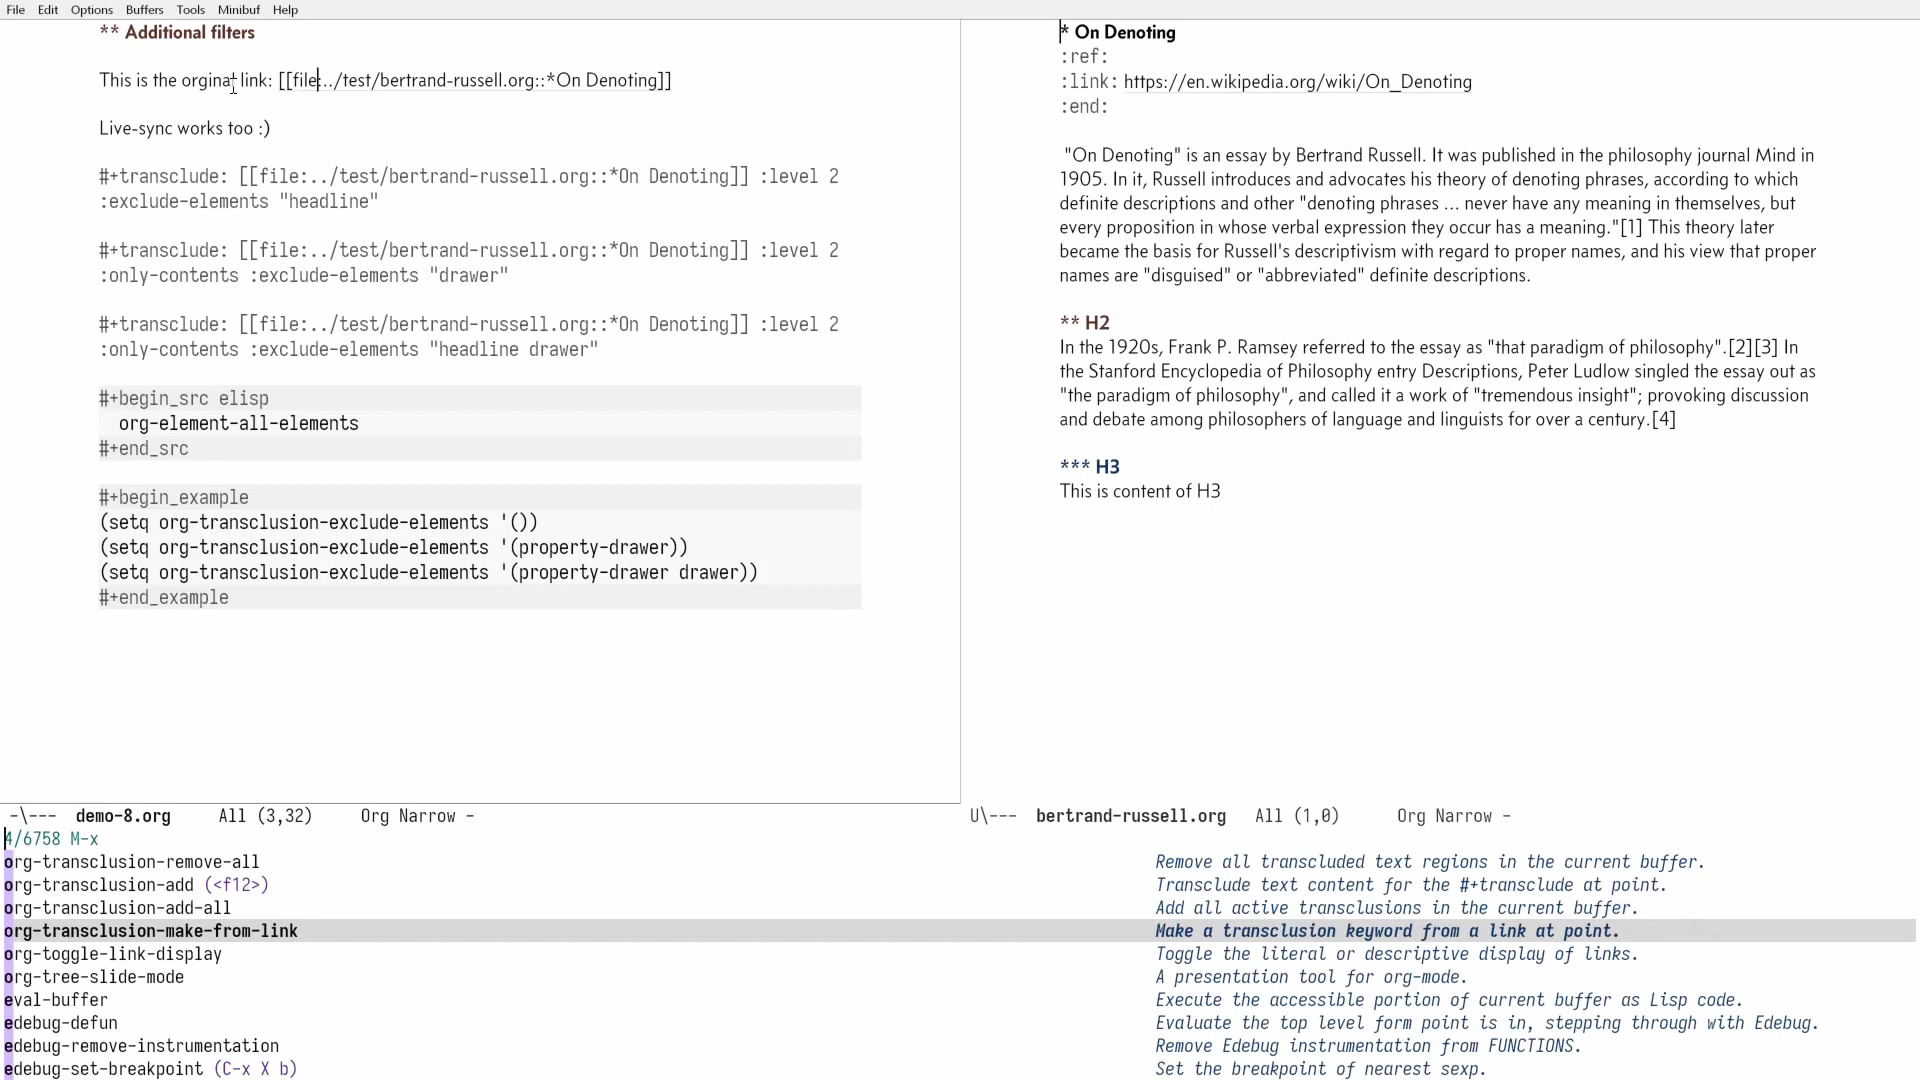 File Edit Options Buffers Tools Minibuf Help
** Additional filters
This is the orginal link: [[file:../test/bertrand-russell.org::*On Denoting]]
Live-sync works too :)
#+transclude: [[file:../test/bertrand-russell.org::*On Denoting]] :level 2
:exclude-elements "headline"
#+transclude: [[file:../test/bertrand-russell.org::*On Denoting]] :level 2
:only-contents :exclude-elements "drawer"
#+transclude: [[file:../test/bertrand-russell.org::*On Denoting]] :level 2
:only-contents :exclude-elements "headline drawer"
#+begin_src elisp
org-element-all-elements
#+end_src
#+begin_example
(setq org-transclusion-exclude-elements '())
(setq org-transclusion-exclude-elements '(property-drawer))
(setq org-transclusion-exclude-elements '(property-drawer drawer))
#+end_example
-\--- demo-8.org All (3,32) Org Narrow -
* On Denoting
:ref:
:link: https://en.wikipedia.org/wiki/On_Denoting
:end:
"On Denoting" is an essay by Bertrand Russell. It was published in the philosophy journal Mind in
1905. In it, Russell introduces and advocates his theory of denoting phrases, according to which
definite descriptions and other "denoting phrases ... never have any meaning in themselves, but
every proposition in whose verbal expression they occur has a meaning."[1] This theory later
became the basis for Russell's descriptivism with regard to proper names, and his view that proper
names are "disguised" or "abbreviated" definite descriptions.
** H2
In the 1920s, Frank P. Ramsey referred to the essay as "that paradigm of philosophy".[2][3] In
the Stanford Encyclopedia of Philosophy entry Descriptions, Peter Ludlow singled the essay out as
"the paradigm of philosophy", and called it a work of "tremendous insight"; provoking discussion
and debate among philosophers of language and linguists for over a century.[4]
*** H3
This is content of H3
U\--- bertrand-russell.org All (1,0) Org Narrow -
4/6758 M-x
org-transclusion-remove-all Remove all transcluded text regions in the current buffer.
org-transclusion-add (<f12>) Transclude text content for the #+transclude at point.
org-transclusion-add-all Add all active transclusions in the current buffer.
org-transclusion-make-from-link Make a transclusion keyword from a link at point.
org-toggle-link-display Toggle the literal or descriptive display of links.
org-tree-slide-mode A presentation tool for org-mode.
eval-buffer Execute the accessible portion of current buffer as Lisp code.
edebug-defun Evaluate the top level form point is in, stepping through with Edebug.
edebug-remove-instrumentation Remove Edebug instrumentation from FUNCTIONS.
edebug-set-breakpoint (C-x X b) Set the breakpoint of nearest sexp.